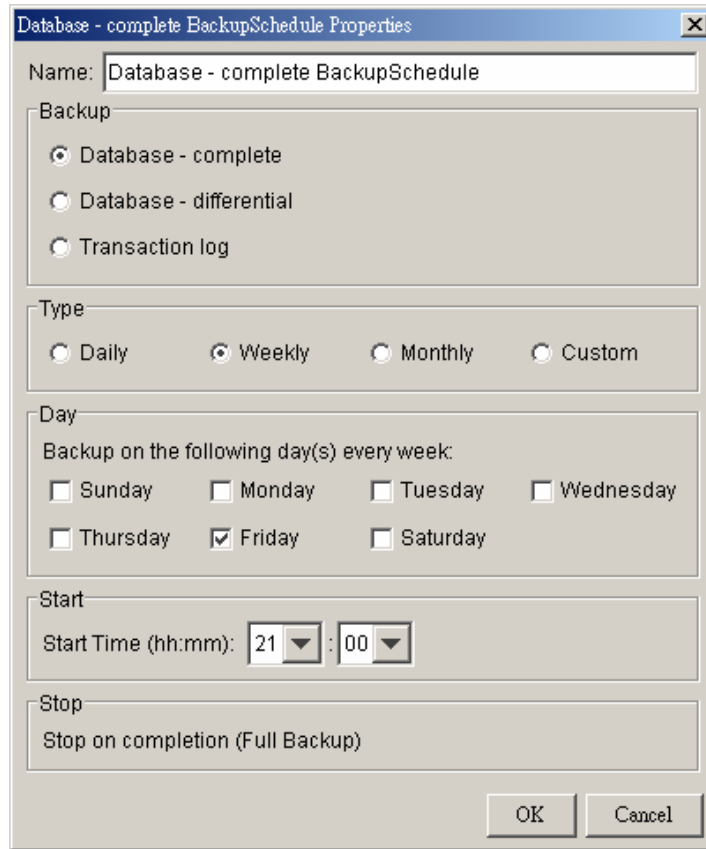 Database - complete BackupSchedule Properties
Name: Database - complete BackupSchedule
Backup
Database - complete
Database - differential
Transaction log
Type
Daily Weekly Monthly Custom
Day
Backup on the following day(s) every week:
Sunday Monday Tuesday Wednesday
Thursday Friday Saturday
Start
Start Time (hh:mm): 21 : 00
Stop
Stop on completion (Full Backup)
OK Cancel